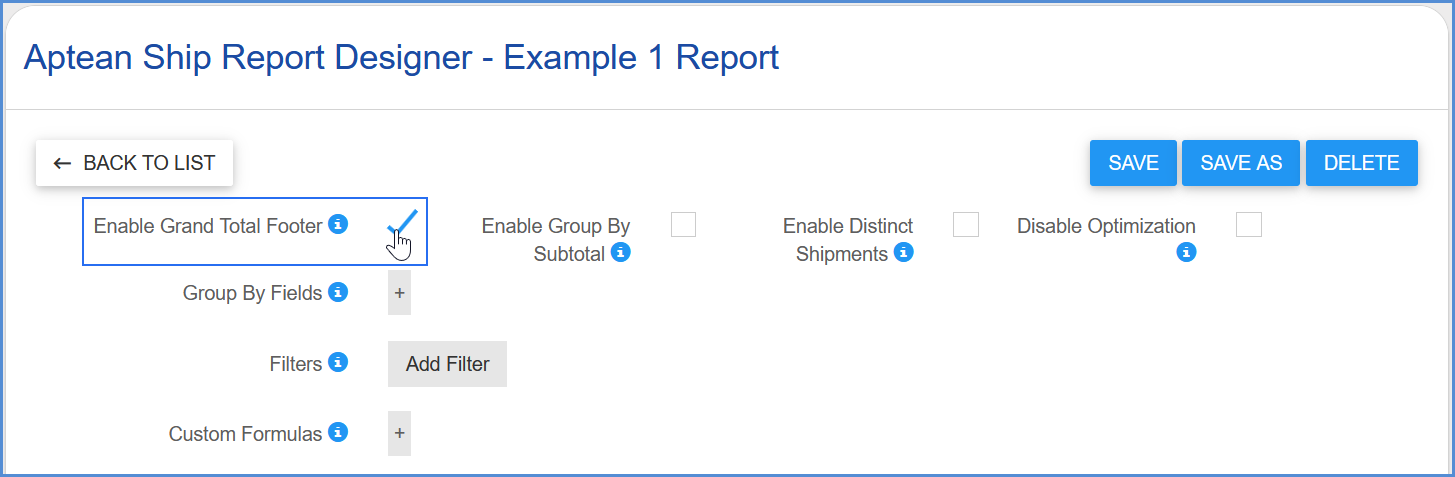 Aptean Ship Report Designer - Example 1 Report
← BACK TO LIST
SAVE
SAVE AS
DELETE
Enable Grand Total Footer
Enable Group By
Subtotal
Enable Distinct
Shipments
Disable Optimization
Group By Fields
+
Filters
Add Filter
Custom Formulas
+